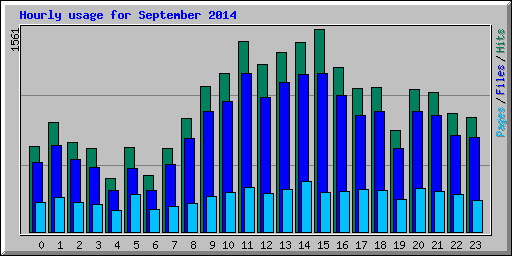 Hourly usage for September 2014
1561
Pages/Files/Hits
0 1 2 3 4 5 6 7 8 9 10 11 12 13 14 15 16 17 18 19 20 21 22 23